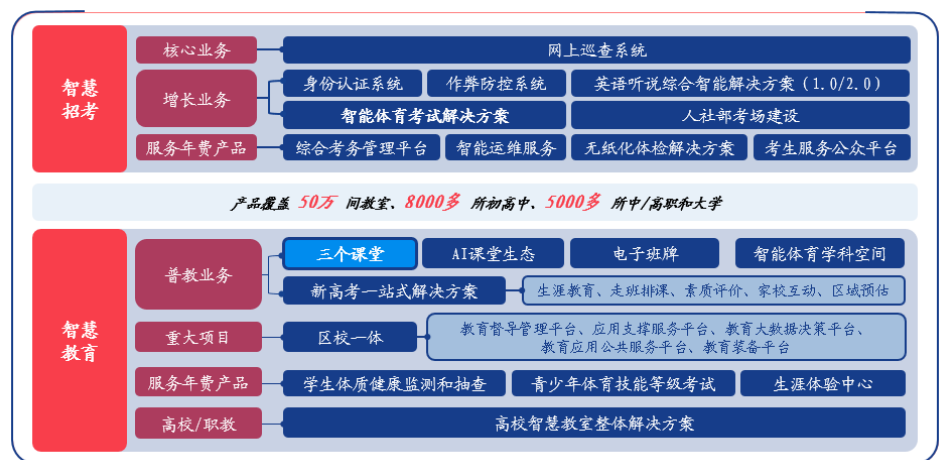 智慧
招考
核心业务
网上巡查系统
增长业务
身份认证系统
作弊防控系统
英语听说综合智能解决方案（1.0/2.0）
智能体育考试解决方案
人社部考场建设
服务年费产品
综合考务管理平台
智能运维服务
无纸化体检解决方案
考生服务公众平台
产品覆盖 50万 间教室、8000多 所初高中、5000多 所中/高职和大学
智慧
教育
普教业务
三个课堂
AI课堂生态
电子班牌
智能体育学科空间
新高考一站式解决方案
生涯教育、走班排课、素质评价、家校互动、区域预估
重大项目
区校一体
教育督导管理平台、应用支撑服务平台、教育大数据决策平台、
教育应用公共服务平台、教育装备平台
服务年费产品
学生体质健康监测和抽查
青少年体育技能等级考试
生涯体验中心
高校/职教
高校智慧教室整体解决方案